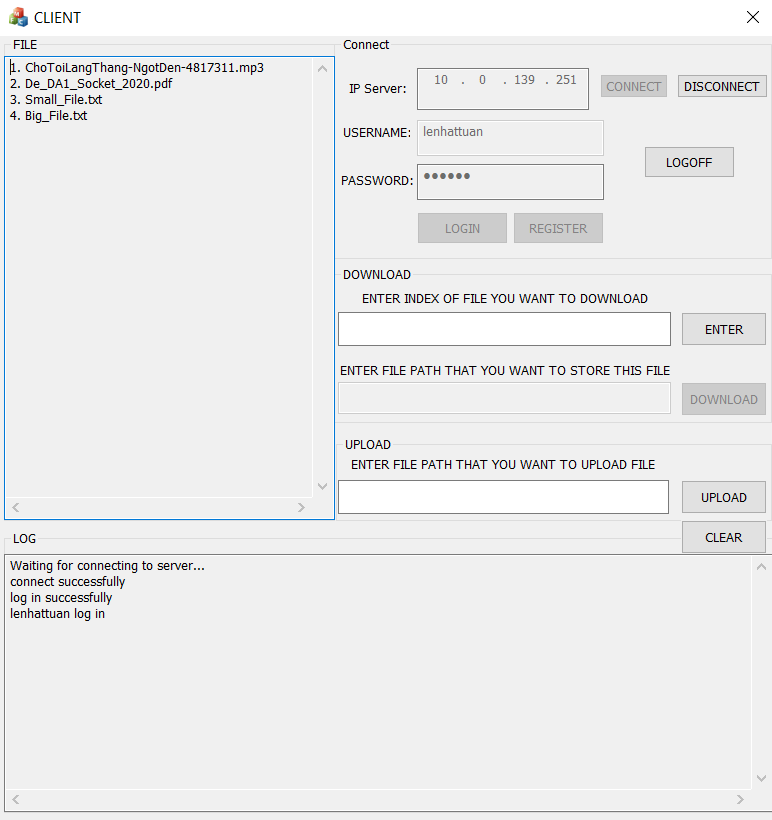 CLIENT
FILE
1. ChoToiLangThang-NgotDen-4817311.mp3
2. De_DA1_Socket_2020.pdf
3. Small_File.txt
4. Big_File.txt
Connect
IP Server: 10 . 0 . 139 . 251 CONNECT DISCONNECT
USERNAME: lenhattuan
LOGOFF
PASSWORD: ●●●●●●
LOGIN REGISTER
DOWNLOAD
ENTER INDEX OF FILE YOU WANT TO DOWNLOAD
ENTER
ENTER FILE PATH THAT YOU WANT TO STORE THIS FILE
DOWNLOAD
UPLOAD
ENTER FILE PATH THAT YOU WANT TO UPLOAD FILE
UPLOAD
CLEAR
LOG
Waiting for connecting to server...
connect successfully
log in successfully
lenhattuan log in